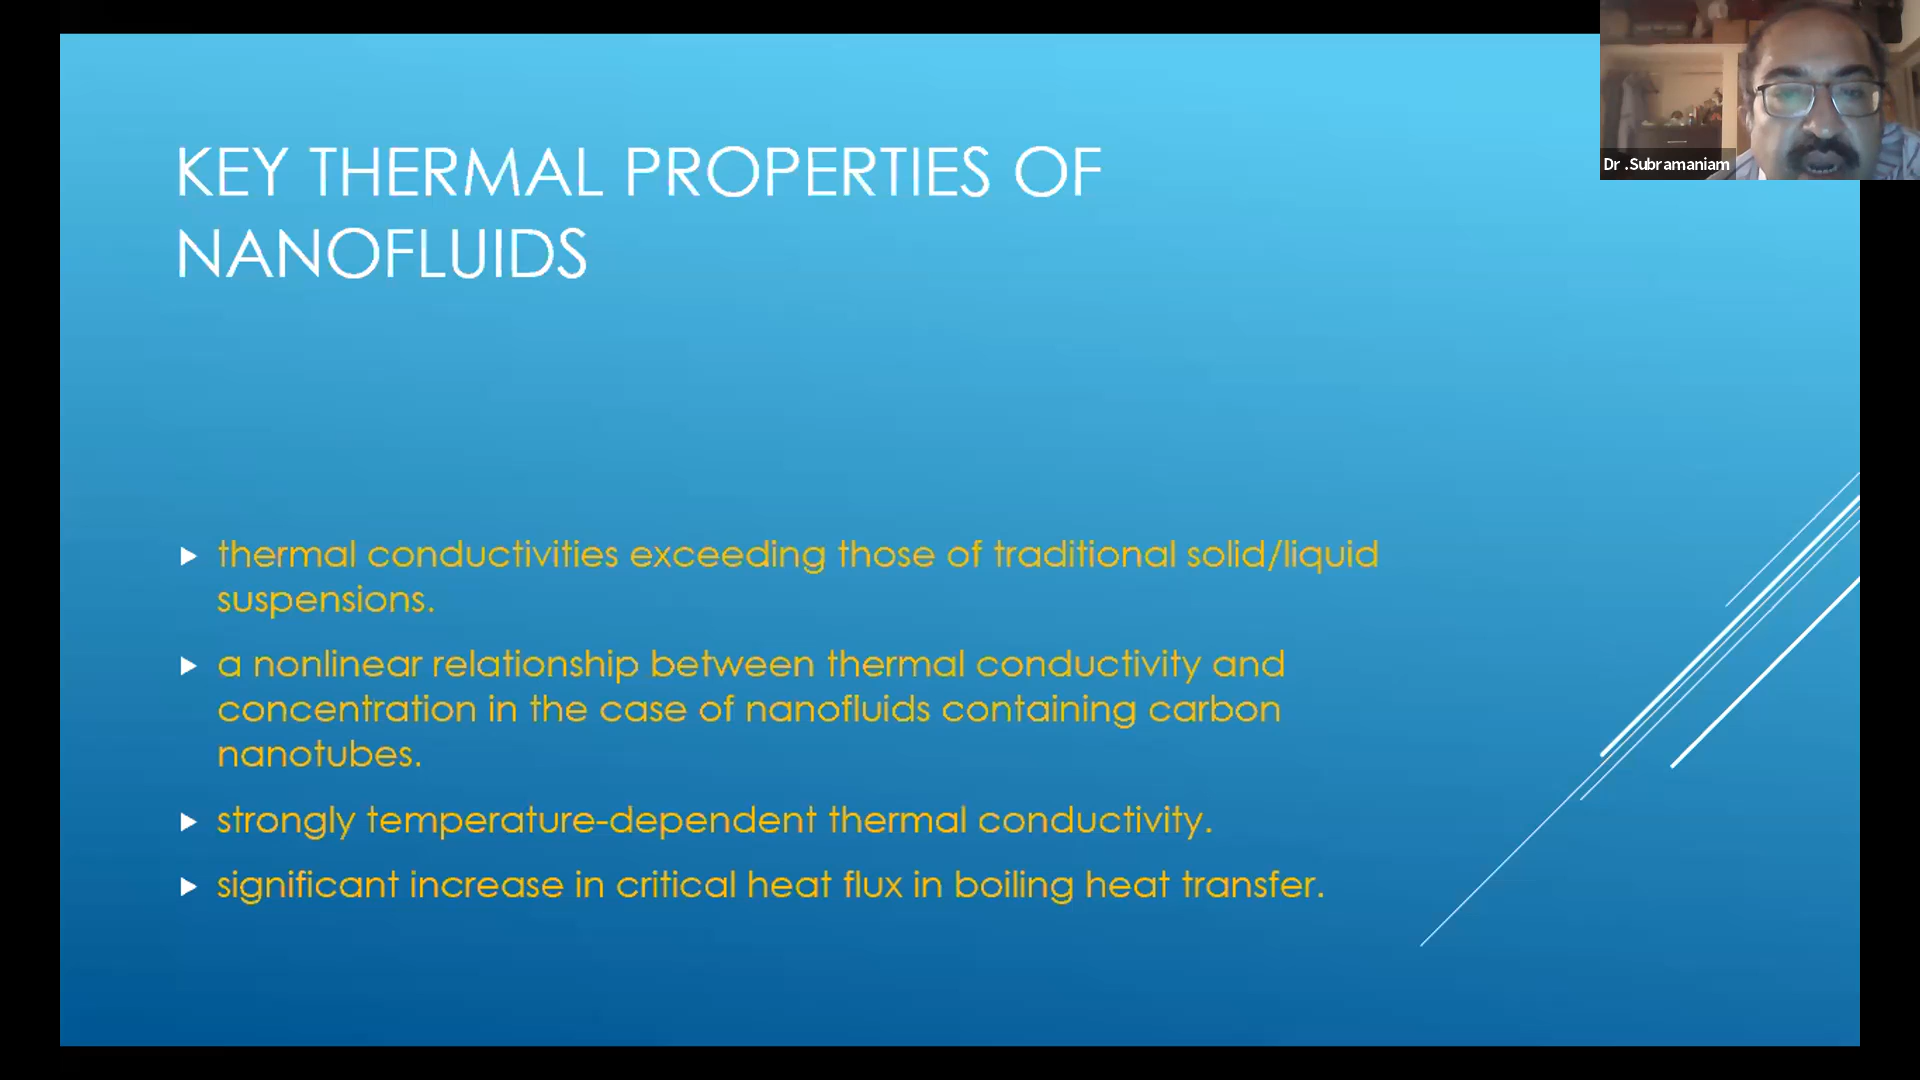 KEY THERMAL PROPERTIES OF
NANOFLUIDS
thermal conductivities exceeding those of traditional solid/liquid
suspensions.
a nonlinear relationship between thermal conductivity and
concentration in the case of nanofluids containing carbon
nanotubes.
strongly temperature-dependent thermal conductivity.
significant increase in critical heat flux in boiling heat transfer.
Dr .Subramaniam